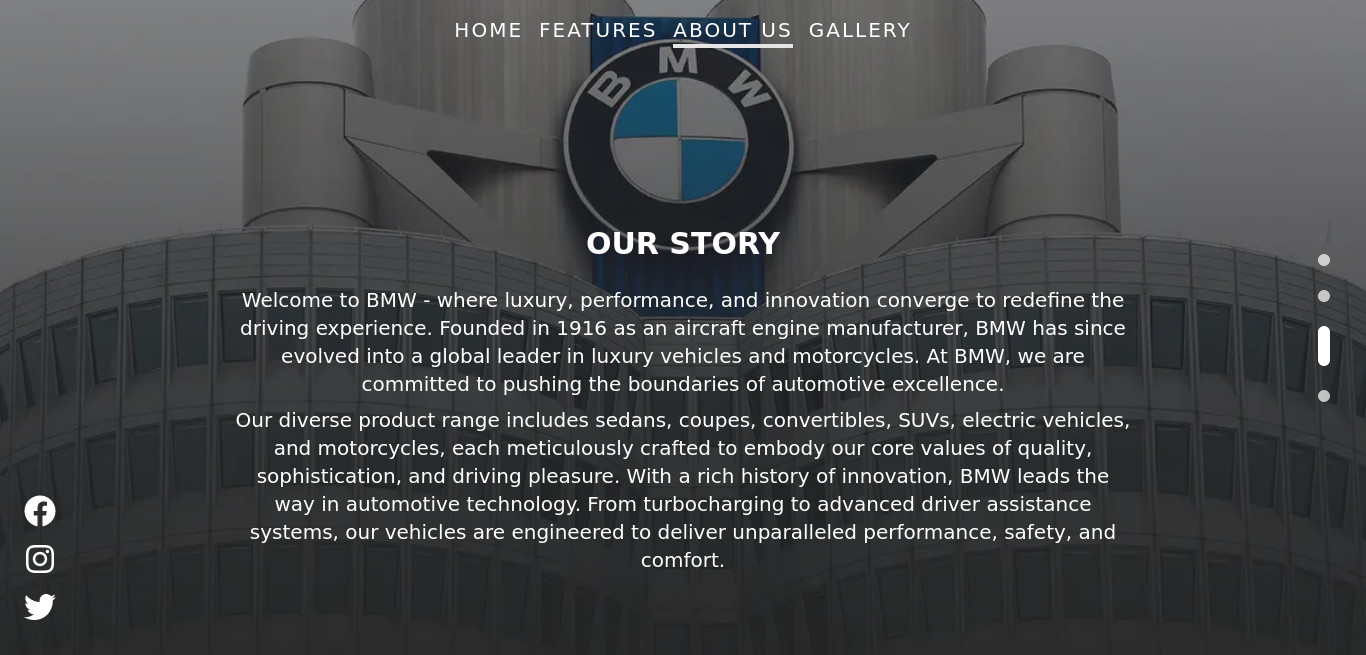 HOME FEATURES ABOUT US GALLERY
B M W
OUR STORY
Welcome to BMW - where luxury, performance, and innovation converge to redefine the
driving experience. Founded in 1916 as an aircraft engine manufacturer, BMW has since
evolved into a global leader in luxury vehicles and motorcycles. At BMW, we are
committed to pushing the boundaries of automotive excellence.
Our diverse product range includes sedans, coupes, convertibles, SUVs, electric vehicles,
and motorcycles, each meticulously crafted to embody our core values of quality,
sophistication, and driving pleasure. With a rich history of innovation, BMW leads the
way in automotive technology. From turbocharging to advanced driver assistance
systems, our vehicles are engineered to deliver unparalleled performance, safety, and
comfort.